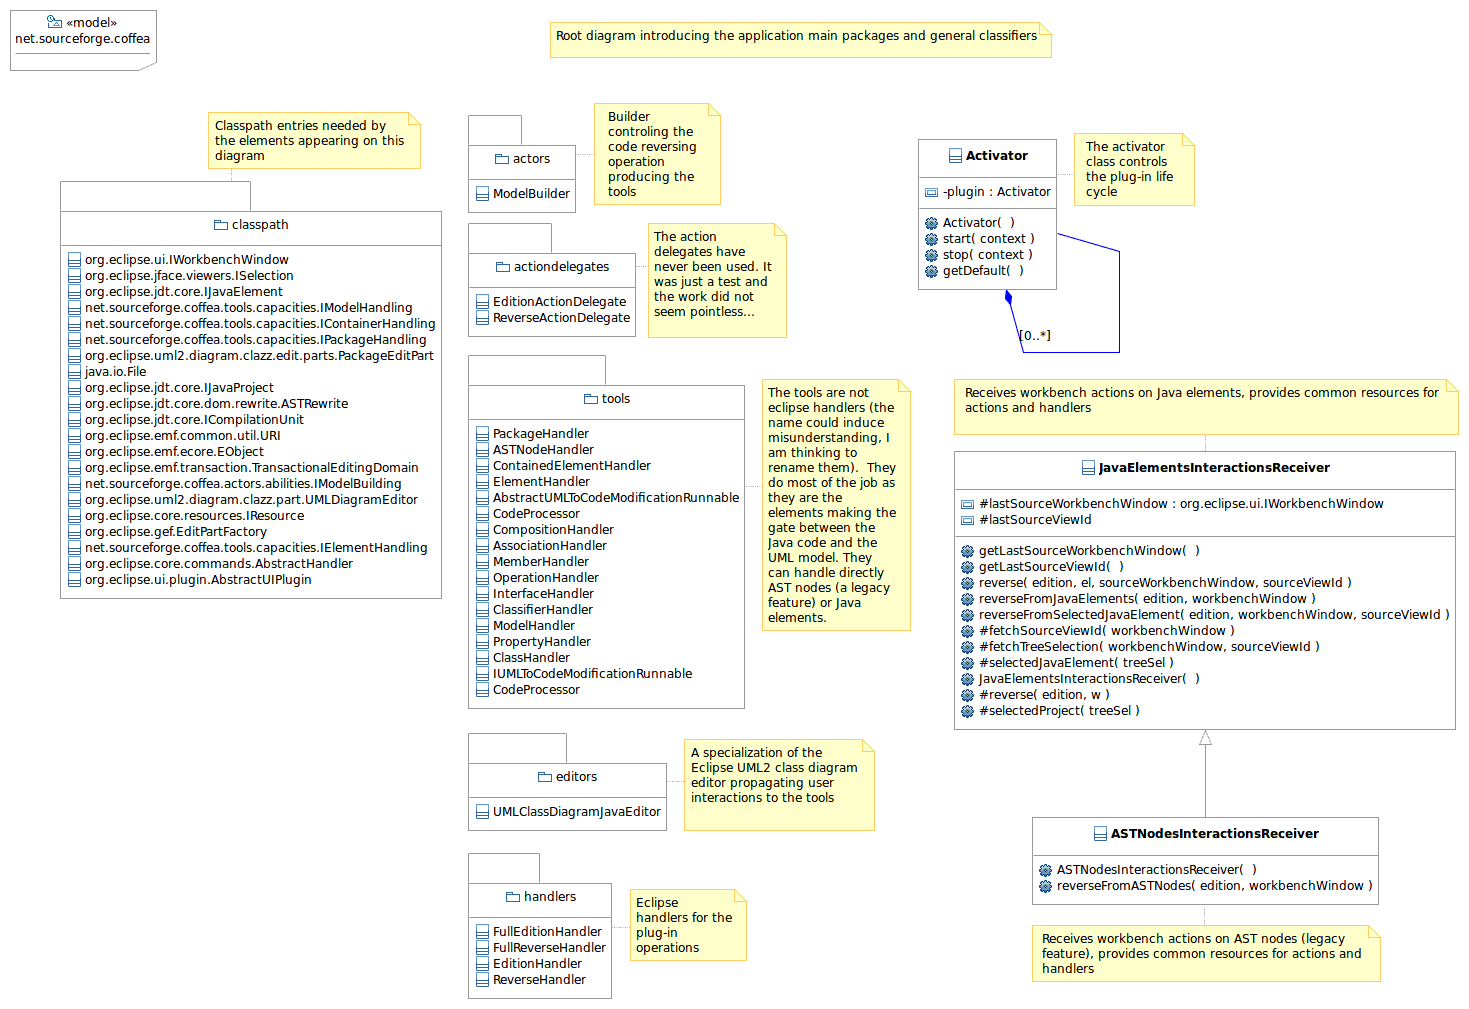 «model»
net.sourceforge.coffea
Root diagram introducing the application main packages and general classifiers
Classpath entries needed by
the elements appearing on this
diagram
classpath
org.eclipse.ui.IWorkbenchWindow
org.eclipse.jface.viewers.ISelection
org.eclipse.jdt.core.IJavaElement
net.sourceforge.coffea.tools.capacities.IModelHandling
net.sourceforge.coffea.tools.capacities.IContainerHandling
net.sourceforge.coffea.tools.capacities.IPackageHandling
org.eclipse.uml2.diagram.clazz.edit.parts.PackageEditPart
java.io.File
org.eclipse.jdt.core.IJavaProject
org.eclipse.jdt.core.dom.rewrite.ASTRewrite
org.eclipse.jdt.core.ICompilationUnit
org.eclipse.emf.common.util.URI
org.eclipse.emf.ecore.EObject
org.eclipse.emf.transaction.TransactionalEditingDomain
net.sourceforge.coffea.actors.abilities.IModelBuilding
org.eclipse.uml2.diagram.clazz.part.UMLDiagramEditor
org.eclipse.core.resources.IResource
org.eclipse.gef.EditPartFactory
net.sourceforge.coffea.tools.capacities.IElementHandling
org.eclipse.core.commands.AbstractHandler
org.eclipse.ui.plugin.AbstractUIPlugin
actors
ModelBuilder
Builder
controling the
code reversing
operation
producing the
tools
actiondelegates
EditionActionDelegate
ReverseActionDelegate
The action
delegates have
never been used. It
was just a test and
the work did not
seem pointless...
tools
PackageHandler
ASTNodeHandler
ContainedElementHandler
ElementHandler
AbstractUMLToCodeModificationRunnable
CodeProcessor
CompositionHandler
AssociationHandler
MemberHandler
OperationHandler
InterfaceHandler
ClassifierHandler
ModelHandler
PropertyHandler
ClassHandler
IUMLToCodeModificationRunnable
CodeProcessor
The tools are not
eclipse handlers (the
name could induce
misunderstanding, I
am thinking to
rename them).  They
do most of the job as
they are the
elements making the
gate between the
Java code and the
UML model. They
can handle directly
AST nodes (a legacy
feature) or Java
elements.
editors
UMLClassDiagramJavaEditor
A specialization of the
Eclipse UML2 class diagram
editor propagating user
interactions to the tools
handlers
FullEditionHandler
FullReverseHandler
EditionHandler
ReverseHandler
Eclipse
handlers for the
plug-in
operations
Activator
-plugin : Activator
Activator(  )
start( context )
stop( context )
getDefault(  )
[0..*]
The activator
class controls
the plug-in life
cycle
Receives workbench actions on Java elements, provides common resources for
actions and handlers
JavaElementsInteractionsReceiver
#lastSourceWorkbenchWindow : org.eclipse.ui.IWorkbenchWindow
#lastSourceViewId
getLastSourceWorkbenchWindow(  )
getLastSourceViewId(  )
reverse( edition, el, sourceWorkbenchWindow, sourceViewId )
reverseFromJavaElements( edition, workbenchWindow )
reverseFromSelectedJavaElement( edition, workbenchWindow, sourceViewId )
#fetchSourceViewId( workbenchWindow )
#fetchTreeSelection( workbenchWindow, sourceViewId )
#selectedJavaElement( treeSel )
JavaElementsInteractionsReceiver(  )
#reverse( edition, w )
#selectedProject( treeSel )
ASTNodesInteractionsReceiver
ASTNodesInteractionsReceiver(  )
reverseFromASTNodes( edition, workbenchWindow )
Receives workbench actions on AST nodes (legacy
feature), provides common resources for actions and
handlers